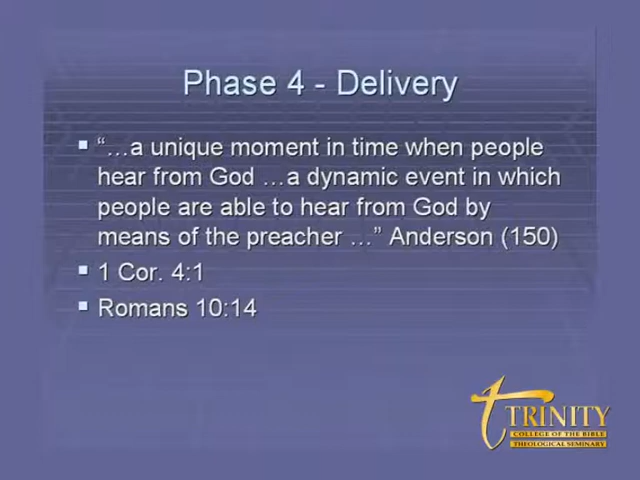 Phase 4 - Delivery
“…a unique moment in time when people
hear from God …a dynamic event in which
people are able to hear from God by
means of the preacher …” Anderson (150)
1 Cor. 4:1
Romans 10:14
TRINITY
COLLEGE OF THE BIBLE
THEOLOGICAL SEMINARY